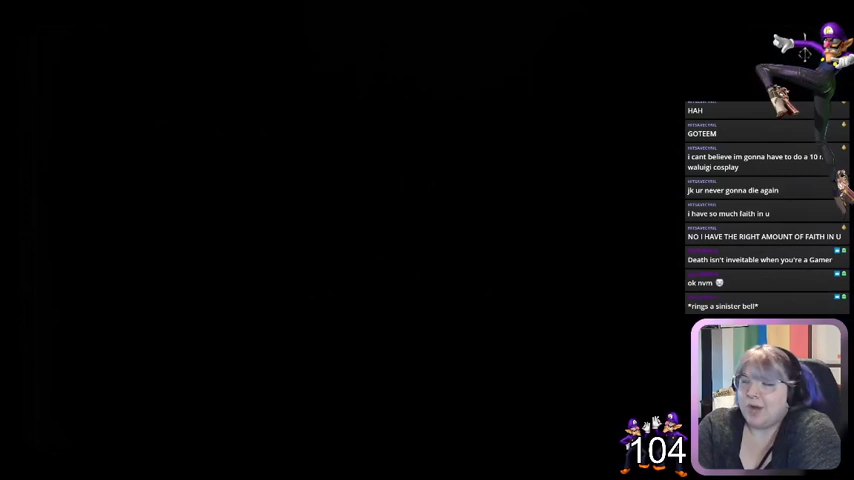 HAH
GOTEEM
i cant believe im gonna have to do a 10
waluigi cosplay
jk ur never gonna die again
i have so much faith in u
NO I HAVE THE RIGHT AMOUNT OF FAITH IN U
Death isn't inveitable when you're a Gamer
ok nvm
*rings a sinister bell*
104